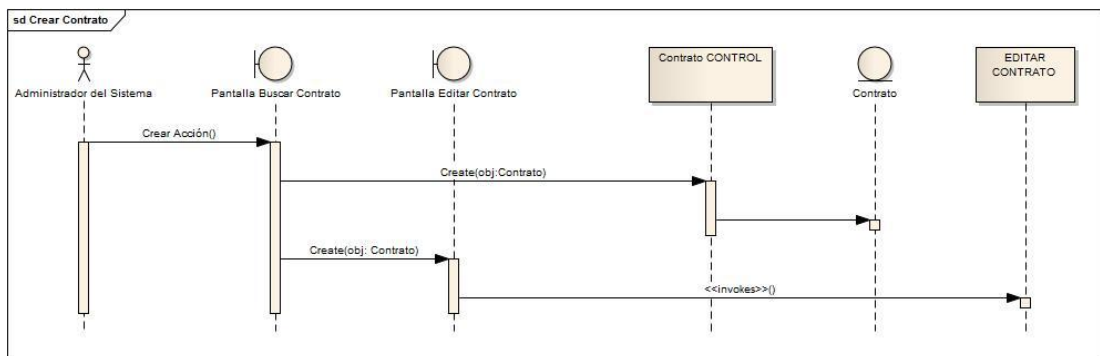 sd Crear Contrato
Administrador del Sistema
Pantalla Buscar Contrato
Pantalla Editar Contrato
Contrato CONTROL
Contrato
EDITAR
CONTRATO
Crear Acción()
Create(obj:Contrato)
Create(obj: Contrato)
<<invokes>>()